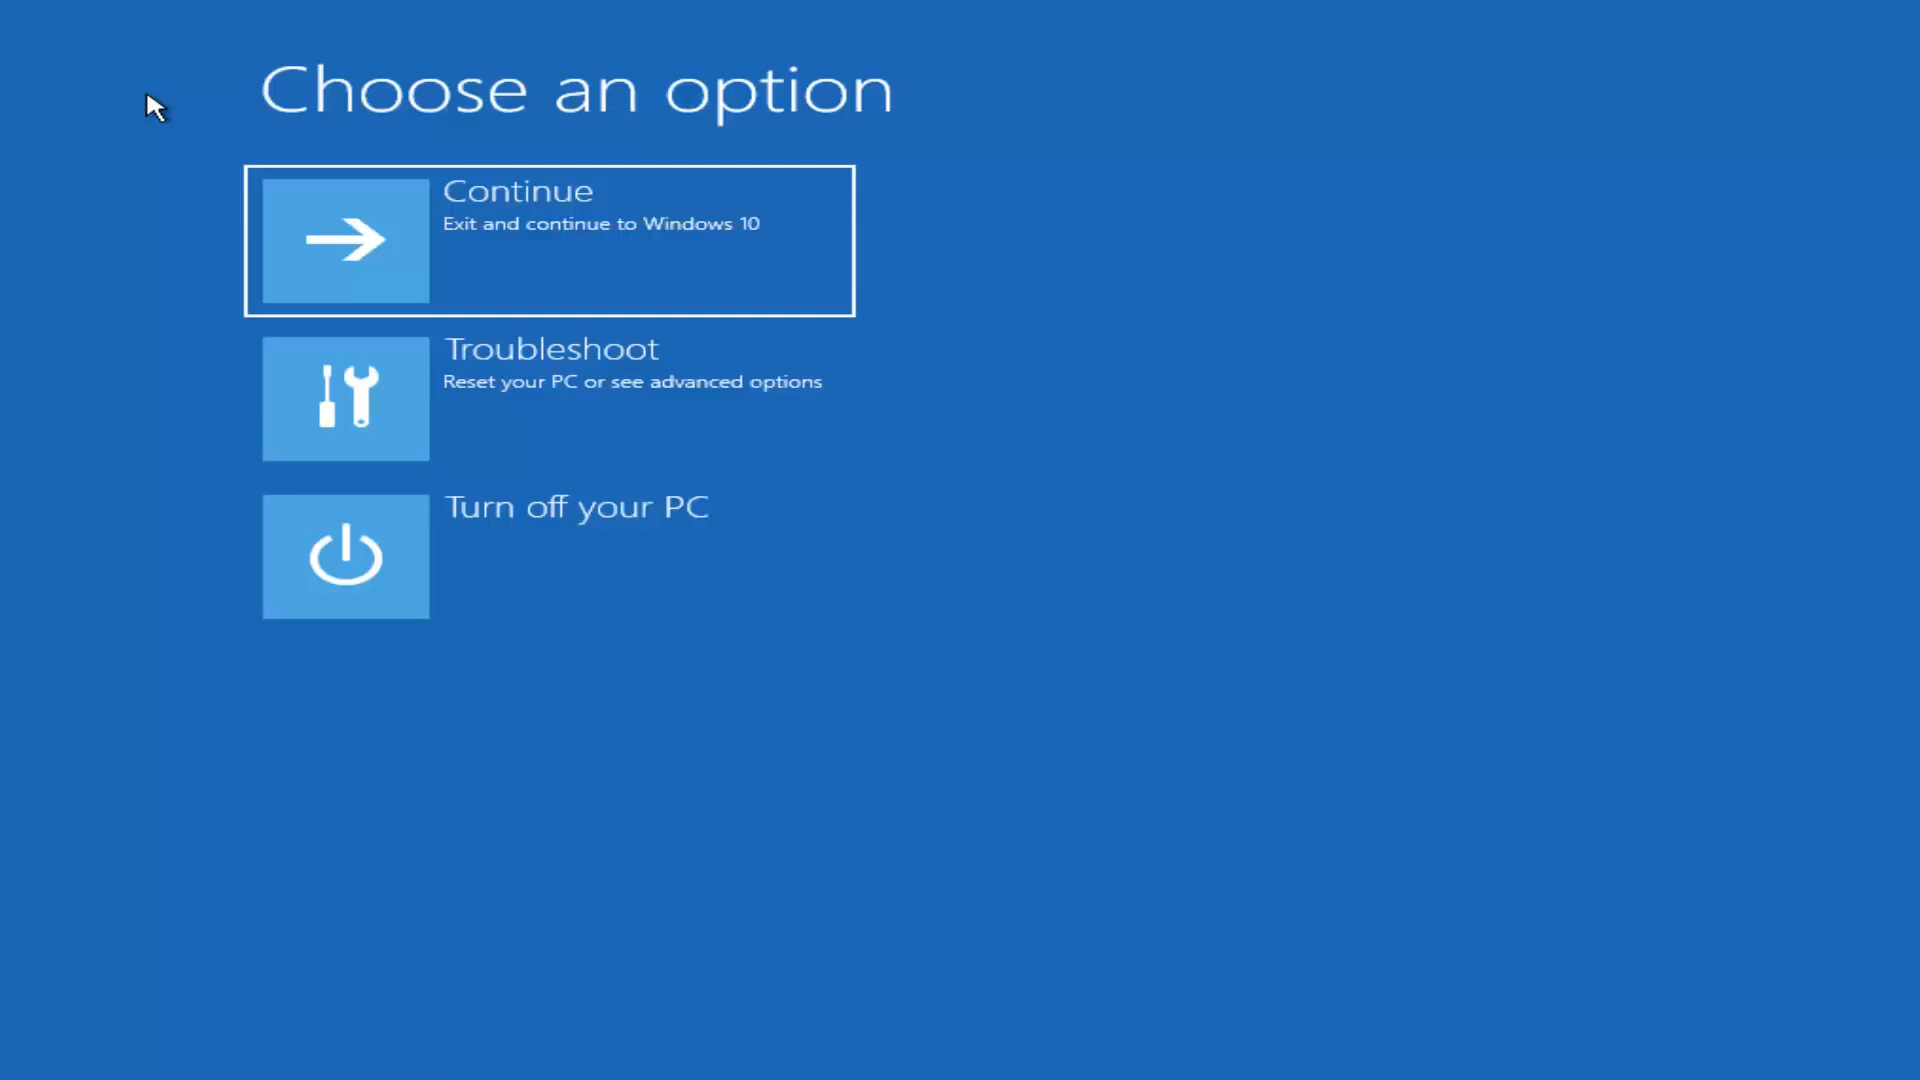 Choose an option
Continue
Exit and continue to Windows 10
Troubleshoot
Reset your PC or see advanced options
Turn off your PC